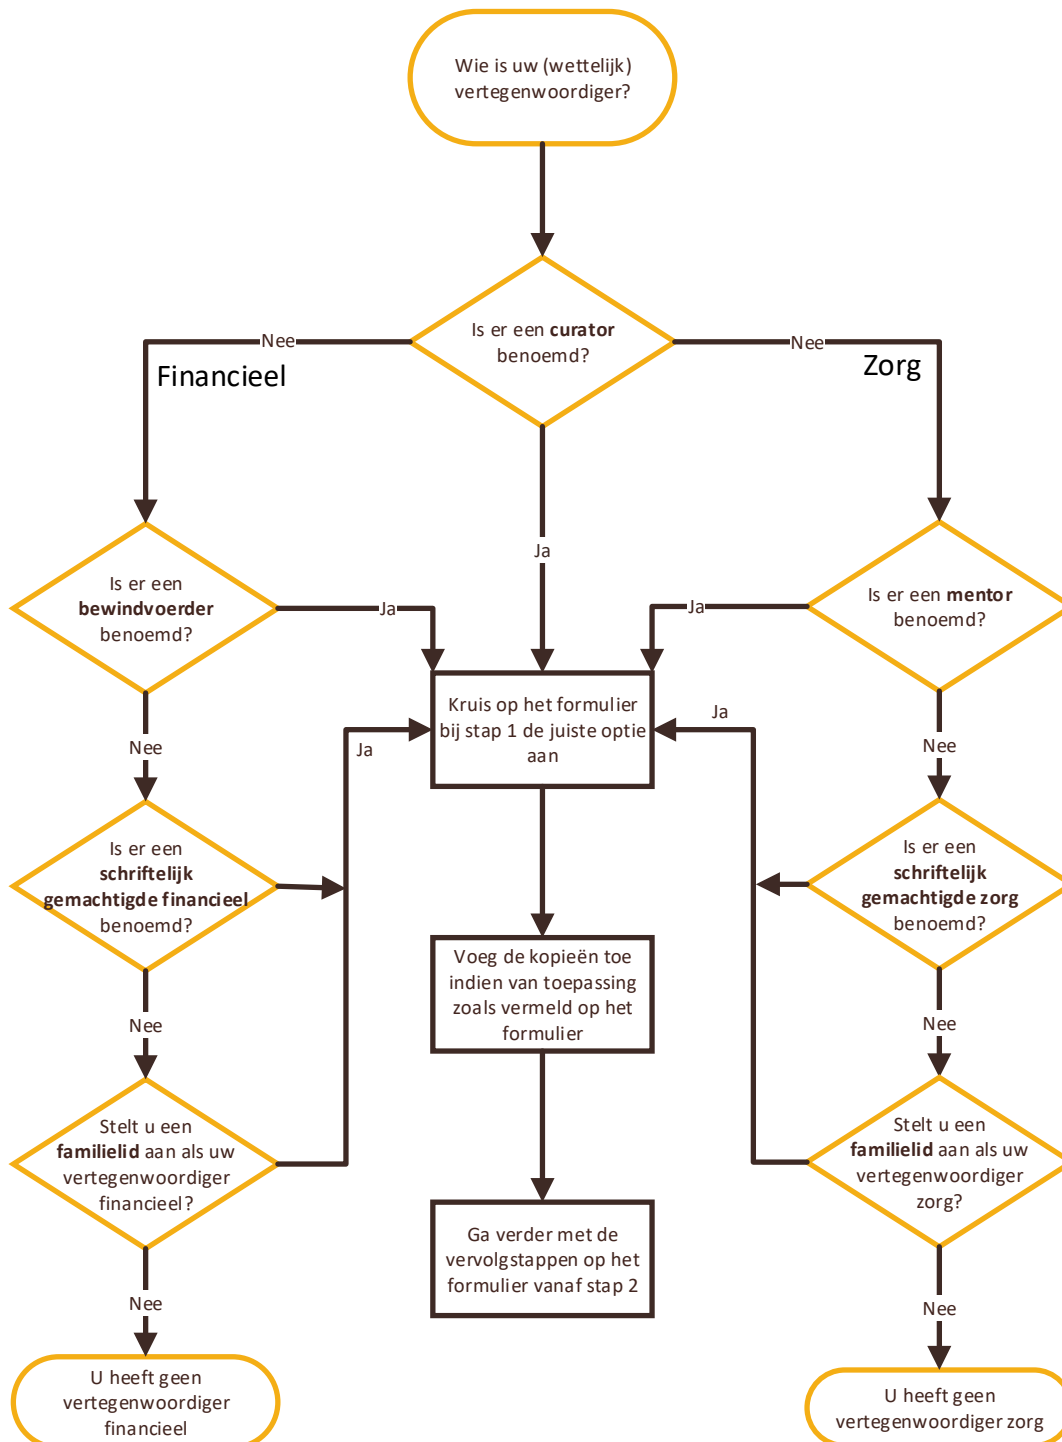 Wie is uw (wettelijk)
vertegenwoordiger?
Is er een curator
benoemd?
Nee
Nee
Financieel
Zorg
Ja
Is er een
bewindvoerder
benoemd?
Ja
Ja
Is er een mentor
benoemd?
Kruis op het formulier
bij stap 1 de juiste optie
aan
Ja
Ja
Nee
Nee
Is er een
schriftelijk
gemachtigde financieel
benoemd?
Is er een
schriftelijk
gemachtigde zorg
benoemd?
Voeg de kopieën toe
indien van toepassing
zoals vermeld op het
formulier
Nee
Nee
Stelt u een
familielid aan als uw
vertegenwoordiger
financieel?
Stelt u een
familielid aan als uw
vertegenwoordiger
zorg?
Ga verder met de
vervolgstappen op het
formulier vanaf stap 2
Nee
Nee
U heeft geen
vertegenwoordiger
financieel
U heeft geen
vertegenwoordiger zorg